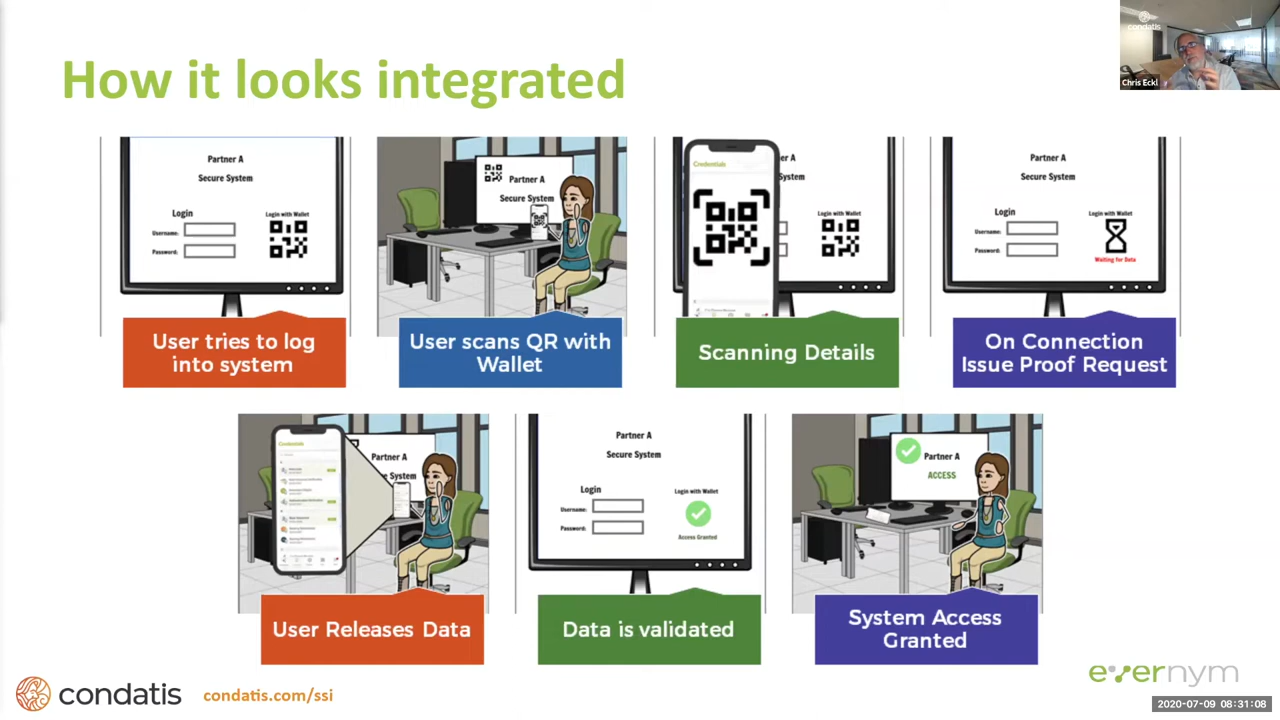 How it looks integrated
condatis
Chris Eckl
Partner A
Secure System
Login
Login with Wallet
Username:
Password:
User tries to log
into system
Partner A
Secure System
User scans QR with
Wallet
Credentials
er A
System
Login with Wallet
Scanning Details
Partner A
Secure System
Login
Login with Wallet
Username:
Password:
Waiting for Data
On Connection
Issue Proof Request
Credentials
Partner A
e System
User Releases Data
Partner A
Secure System
Login
Login with Wallet
Username:
Password:
Access Granted
Data is validated
Partner A
ACCESS
System Access
Granted
condatis
condatis.com/ssi
evernym
2020-07-09 08:31:08